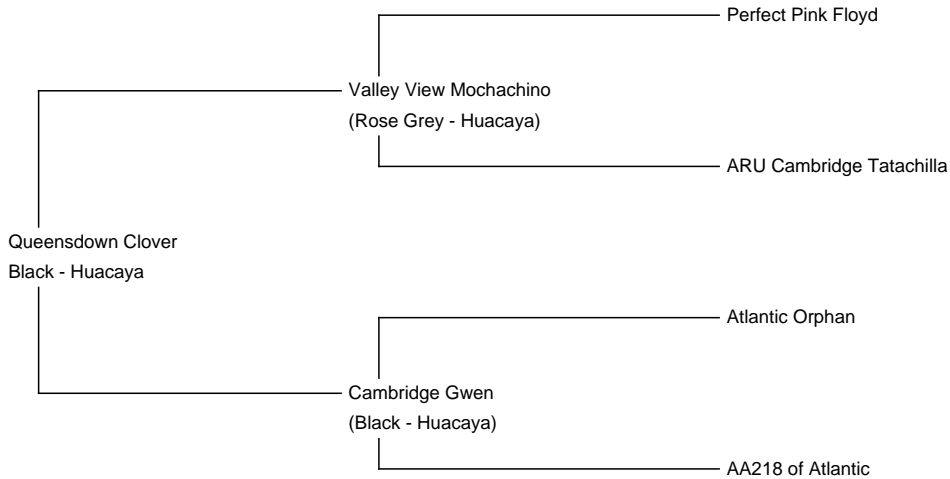 Perfect Pink Floyd
Valley View Mochachino
(Rose Grey - Huacaya)
ARU Cambridge Tatachilla
Queensdown Clover
Black - Huacaya
Atlantic Orphan
Cambridge Gwen
(Black - Huacaya)
AA218 of Atlantic